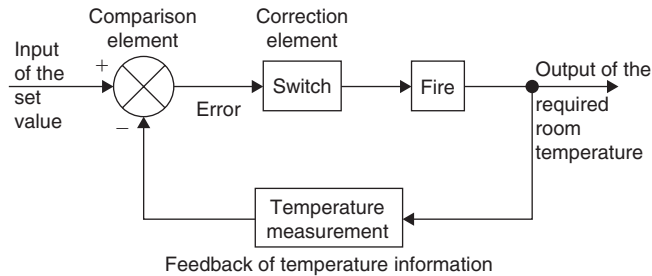 Comparison
element
Correction
element
Input
of the
set
value
+
−
Error
Switch
Fire
Output of the
required
room
temperature
Temperature
measurement
Feedback of temperature information